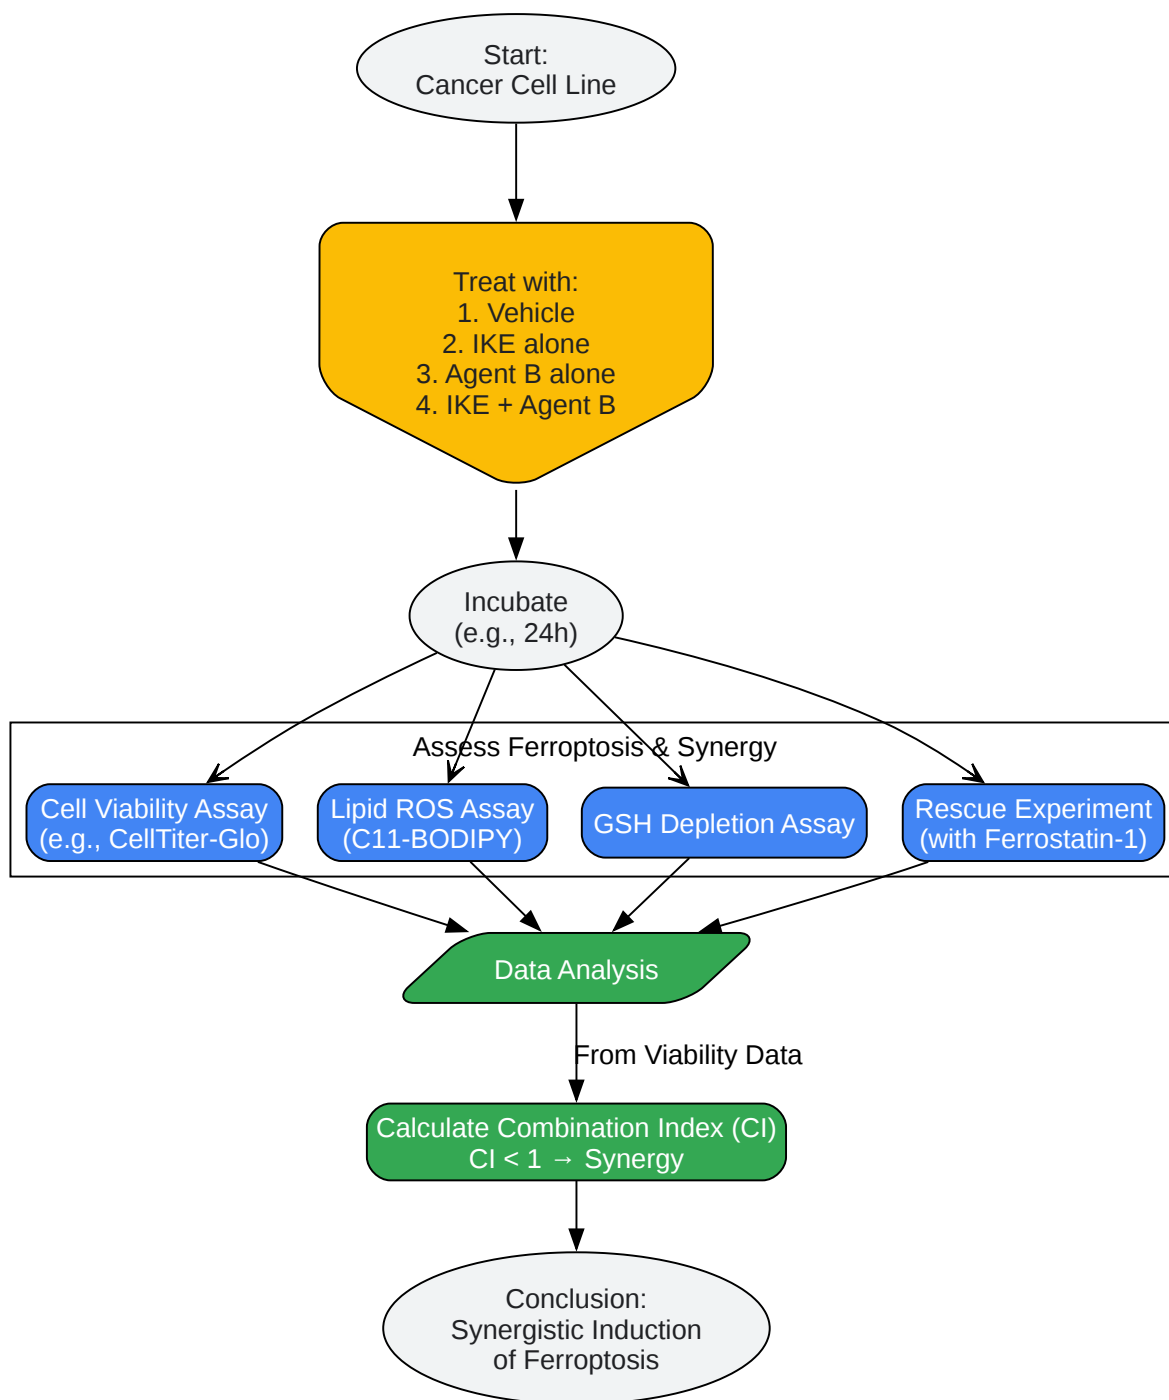 Start:
Cancer Cell Line
Treat with:
1. Vehicle
2. IKE alone
3. Agent B alone
4. IKE + Agent B
Incubate
(e.g., 24h)
Assess Ferroptosis & Synergy
Cell Viability Assay
(e.g., CellTiter-Glo)
Lipid ROS Assay
(C11-BODIPY)
GSH Depletion Assay
Rescue Experiment
(with Ferrostatin-1)
Data Analysis
From Viability Data
Calculate Combination Index (CI)
CI < 1 → Synergy
Conclusion:
Synergistic Induction
of Ferroptosis